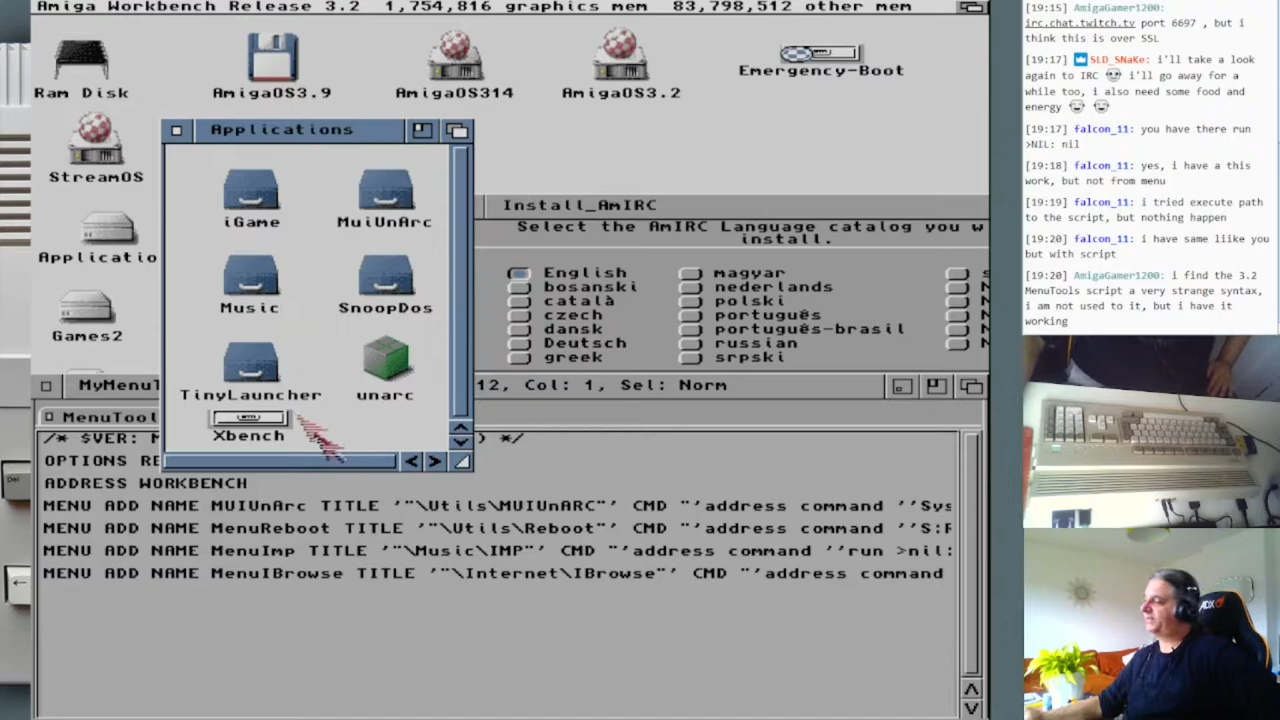 Amiga Workbench Release 3.2   1,754,816 graphics mem   83,798,512 other mem
Ram Disk
AmigaOS3.9
AmigaOS314
AmigaOS3.2
Emergency-Boot
StreamOS
Applicatio
Games2
Applications
iGame
MuiUnArc
Music
SnoopDos
TinyLauncher
unarc
Xbench
Install_AmIRC
Select the AmIRC Language catalog you w
install.
English
magyar
bosanski
nederlands
català
polski
czech
português
dansk
português-brasil
Deutsch
russian
greek
srpski
MyMenuT
12, Col: 1, Sel: Norm
MenuTool
/* $VER: M
) */
OPTIONS RE
ADDRESS WORKBENCH
MENU ADD NAME MUIUnArc TITLE '"\Utils\MUIUnARC"' CMD "'address command ''Sys
MENU ADD NAME MenuReboot TITLE '"\Utils\Reboot"' CMD "'address command ''S:R
MENU ADD NAME MenuImp TITLE '"\Music\IMP"' CMD "'address command ''run >nil:
MENU ADD NAME MenuIBrowse TITLE '"\Internet\IBrowse"' CMD "'address command
[19:15] AmigaGamer1200:
irc.chat.twitch.tv port 6697 , but i
think this is over SSL
[19:17] SLD_SNaKe: i'll take a look
again to IRC i'll go away for a
while too, i also need some food and
energy
[19:17] falcon_11: you have there run
>NIL: nil
[19:18] falcon_11: yes, i have a this
work, but not from menu
[19:19] falcon_11: i tried execute path
to the script, but nothing happen
[19:20] falcon_11: i have same liike you
but with script
[19:20] AmigaGamer1200: i find the 3.2
MenuTools script a very strange syntax,
i am not used to it, but i have it
working
Del